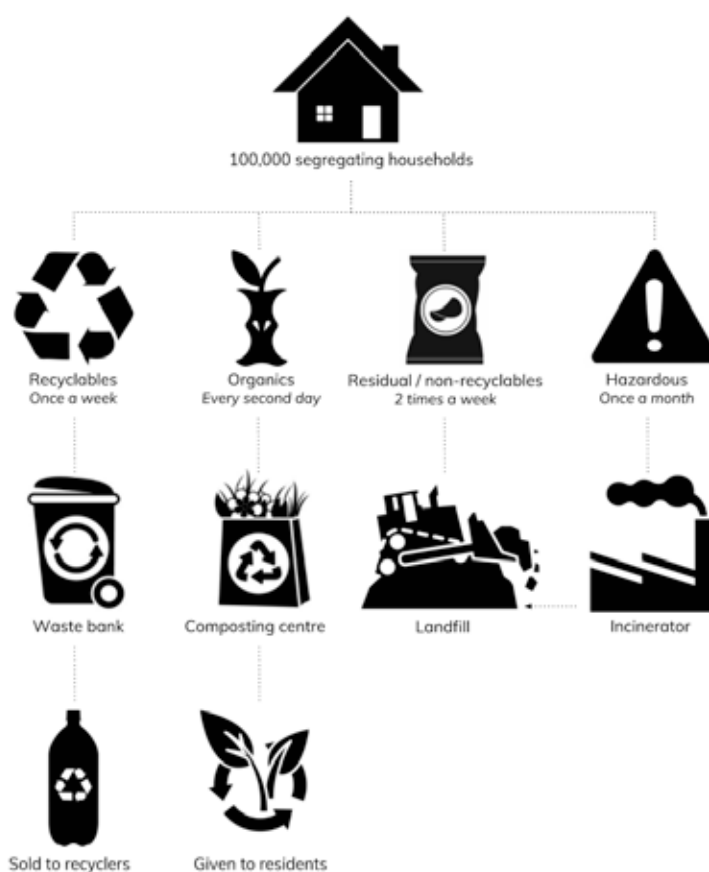 100,000 segregating households
Recyclables
Once a week
Organics
Every second day
Residual / non-recyclables
2 times a week
Hazardous
Once a month
Waste bank
Composting centre
Landfill
Incinerator
Sold to recyclers
Given to residents